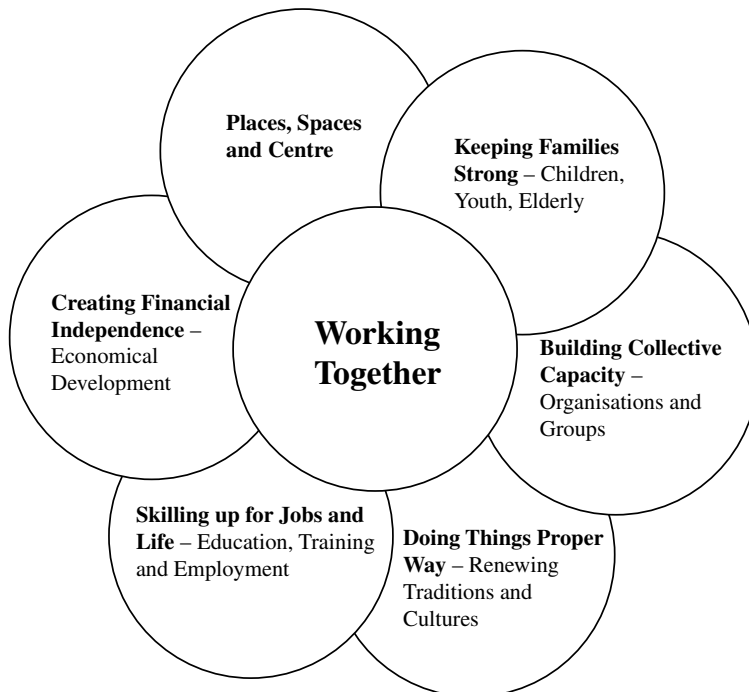 Places, Spaces
and Centre
Keeping Families
Strong – Children,
Youth, Elderly
Creating Financial
Independence –
Economical
Development
Working
Together
Building Collective
Capacity –
Organisations and
Groups
Skilling up for Jobs and
Life – Education, Training
and Employment
Doing Things Proper
Way – Renewing
Traditions and
Cultures